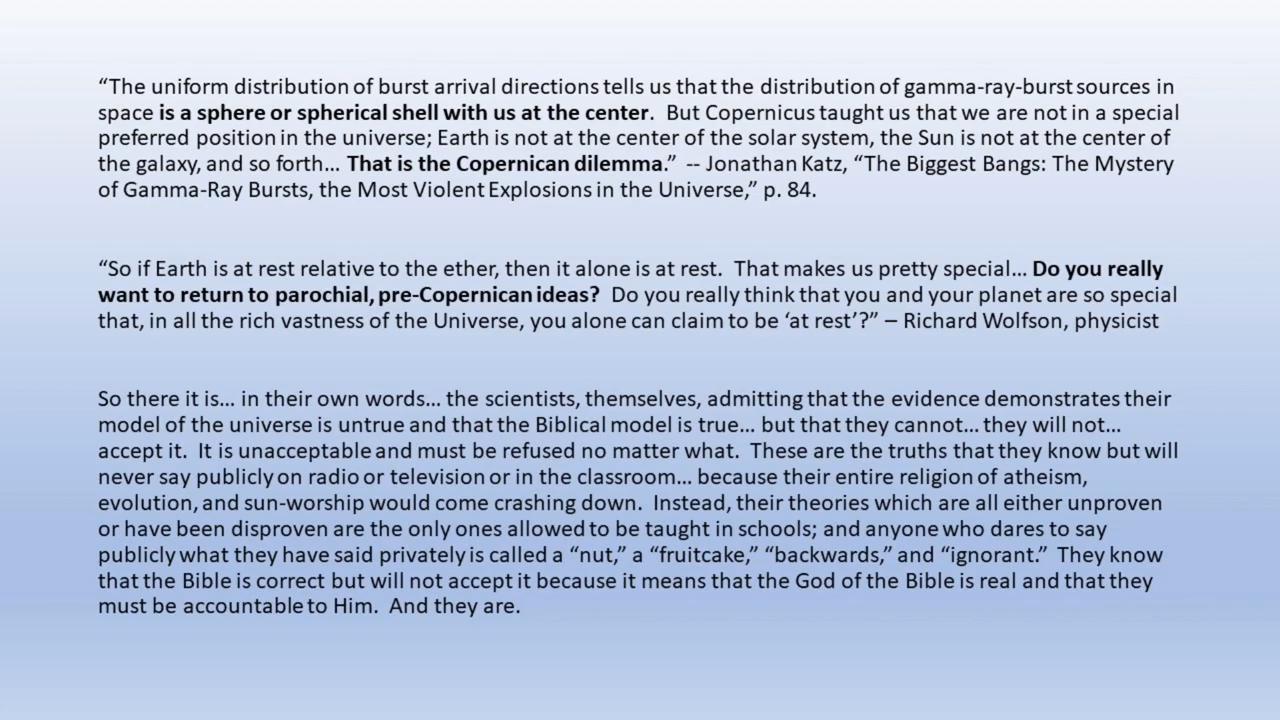 “The uniform distribution of burst arrival directions tells us that the distribution of gamma-ray-burst sources in
space is a sphere or spherical shell with us at the center.  But Copernicus taught us that we are not in a special
preferred position in the universe; Earth is not at the center of the solar system, the Sun is not at the center of
the galaxy, and so forth… That is the Copernican dilemma.”  -- Jonathan Katz, “The Biggest Bangs: The Mystery
of Gamma-Ray Bursts, the Most Violent Explosions in the Universe,” p. 84.
“So if Earth is at rest relative to the ether, then it alone is at rest.  That makes us pretty special… Do you really
want to return to parochial, pre-Copernican ideas?  Do you really think that you and your planet are so special
that, in all the rich vastness of the Universe, you alone can claim to be ‘at rest’?” – Richard Wolfson, physicist
So there it is… in their own words… the scientists, themselves, admitting that the evidence demonstrates their
model of the universe is untrue and that the Biblical model is true… but that they cannot… they will not…
accept it.  It is unacceptable and must be refused no matter what.  These are the truths that they know but will
never say publicly on radio or television or in the classroom… because their entire religion of atheism,
evolution, and sun-worship would come crashing down.  Instead, their theories which are all either unproven
or have been disproven are the only ones allowed to be taught in schools; and anyone who dares to say
publicly what they have said privately is called a “nut,” a “fruitcake,” “backwards,” and “ignorant.”  They know
that the Bible is correct but will not accept it because it means that the God of the Bible is real and that they
must be accountable to Him.  And they are.